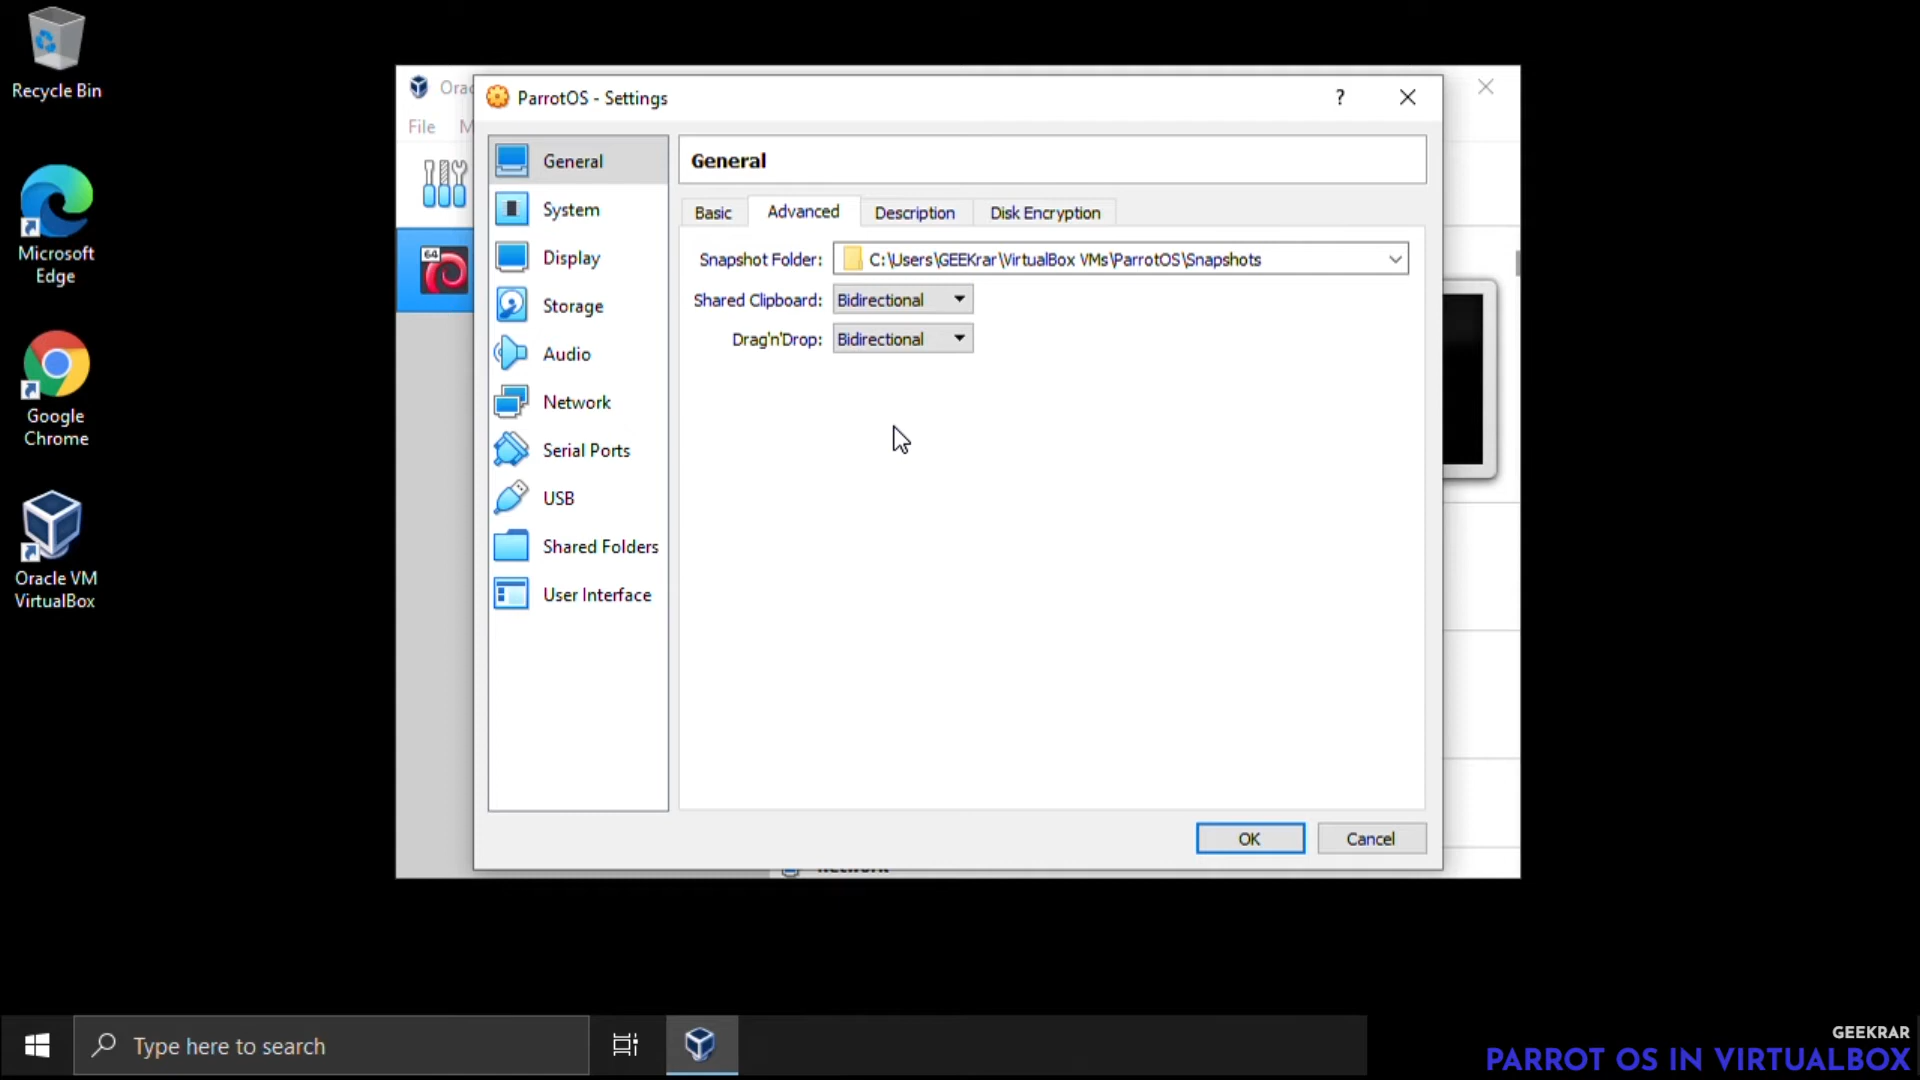 Recycle Bin
Microsoft
Edge
Google
Chrome
Oracle VM
VirtualBox
File
64
ParrotOS - Settings
?
General
System
Display
Storage
Audio
Network
Serial Ports
USB
Shared Folders
User Interface
General
Basic
Advanced
Description
Disk Encryption
Snapshot Folder: C:\Users\GEEKrar\VirtualBox VMs\ParrotOS\Snapshots
Shared Clipboard: Bidirectional
Drag'n'Drop: Bidirectional
OK
Cancel
Type here to search
GEEKRAR
PARROT OS IN VIRTUALBOX